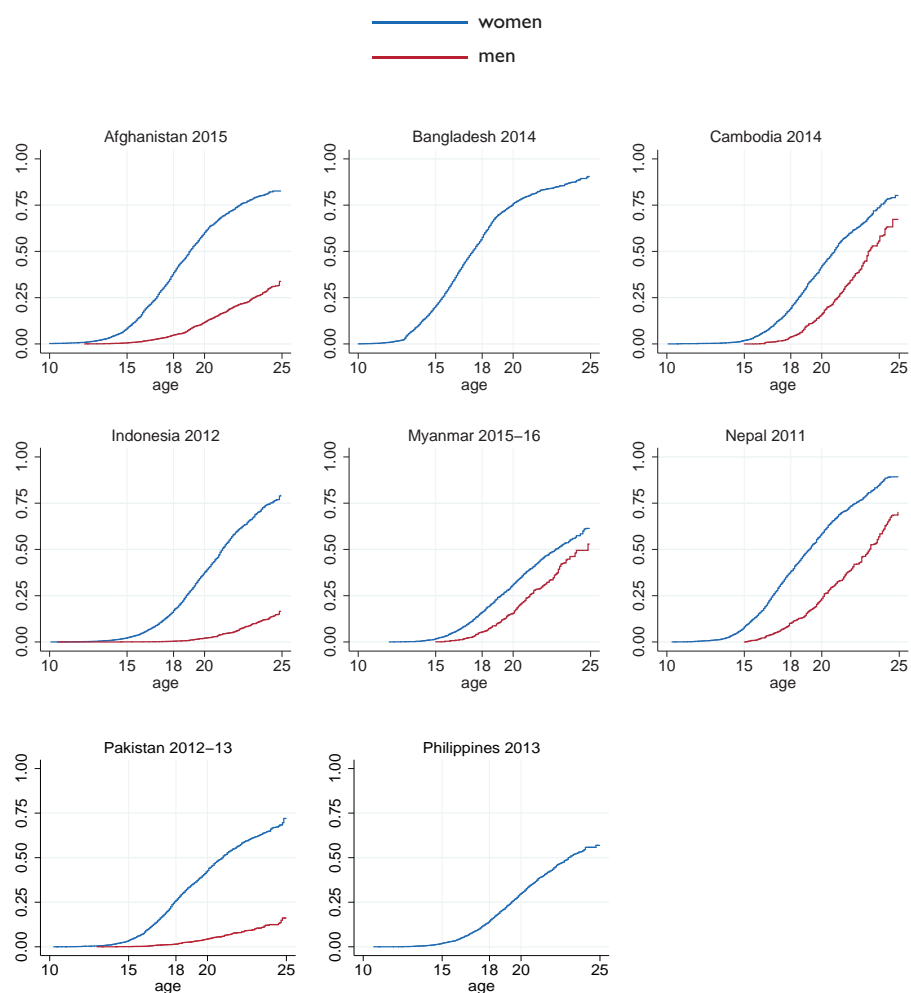 women
men
Afghanistan 2015
Bangladesh 2014
Cambodia 2014
0.00 0.25 0.50 0.75 1.00
10 15 18 20 25
age
0.00 0.25 0.50 0.75 1.00
10 15 18 20 25
age
0.00 0.25 0.50 0.75 1.00
10 15 18 20 25
age
Indonesia 2012
Myanmar 2015–16
Nepal 2011
0.00 0.25 0.50 0.75 1.00
10 15 18 20 25
age
0.00 0.25 0.50 0.75 1.00
10 15 18 20 25
age
0.00 0.25 0.50 0.75 1.00
10 15 18 20 25
age
Pakistan 2012–13
Philippines 2013
0.00 0.25 0.50 0.75 1.00
10 15 18 20 25
age
0.00 0.25 0.50 0.75 1.00
10 15 18 20 25
age